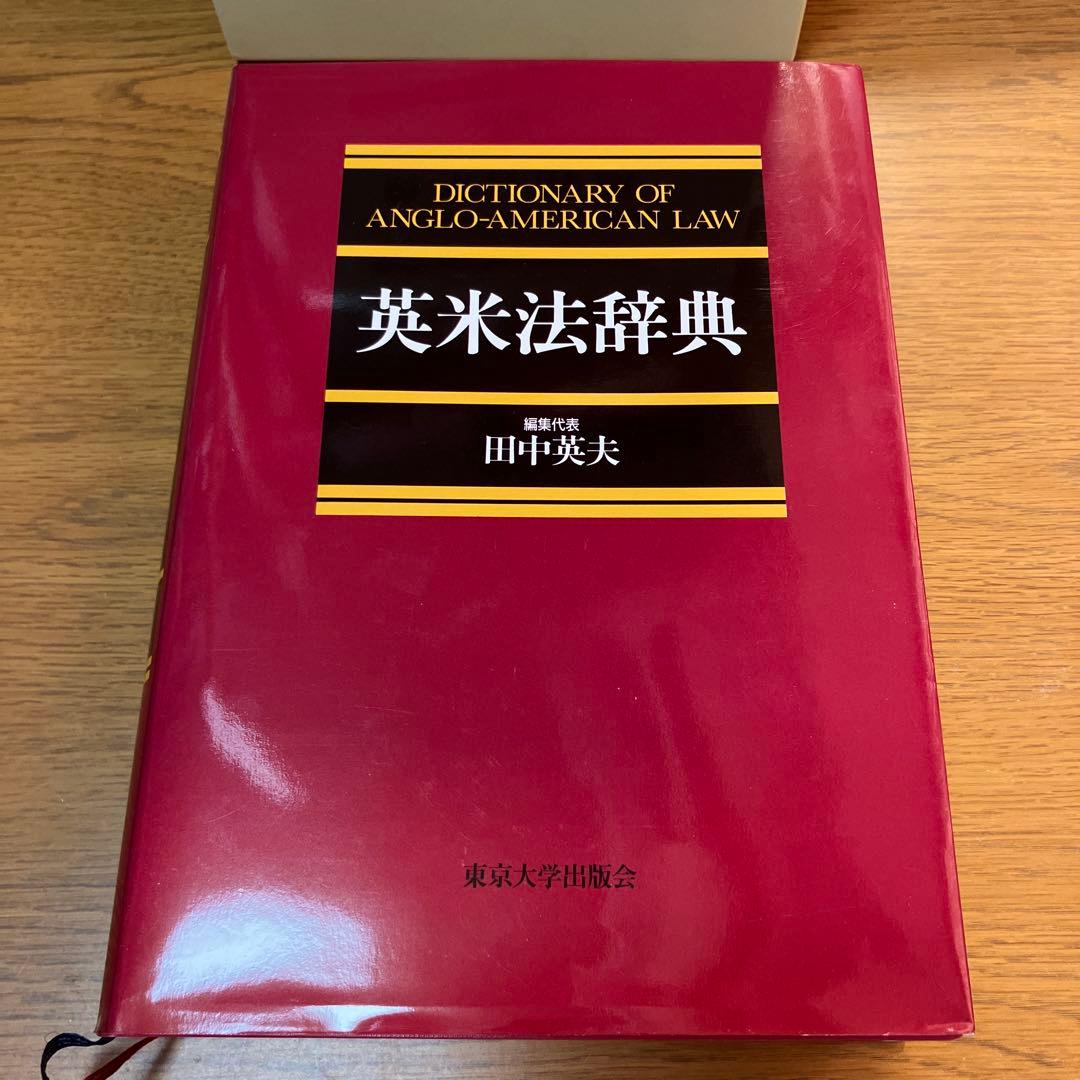 DICTIONARY OF
ANGLO-AMERICAN LAW
英米法辞典
編集代表
田中英夫
東京大学出版会